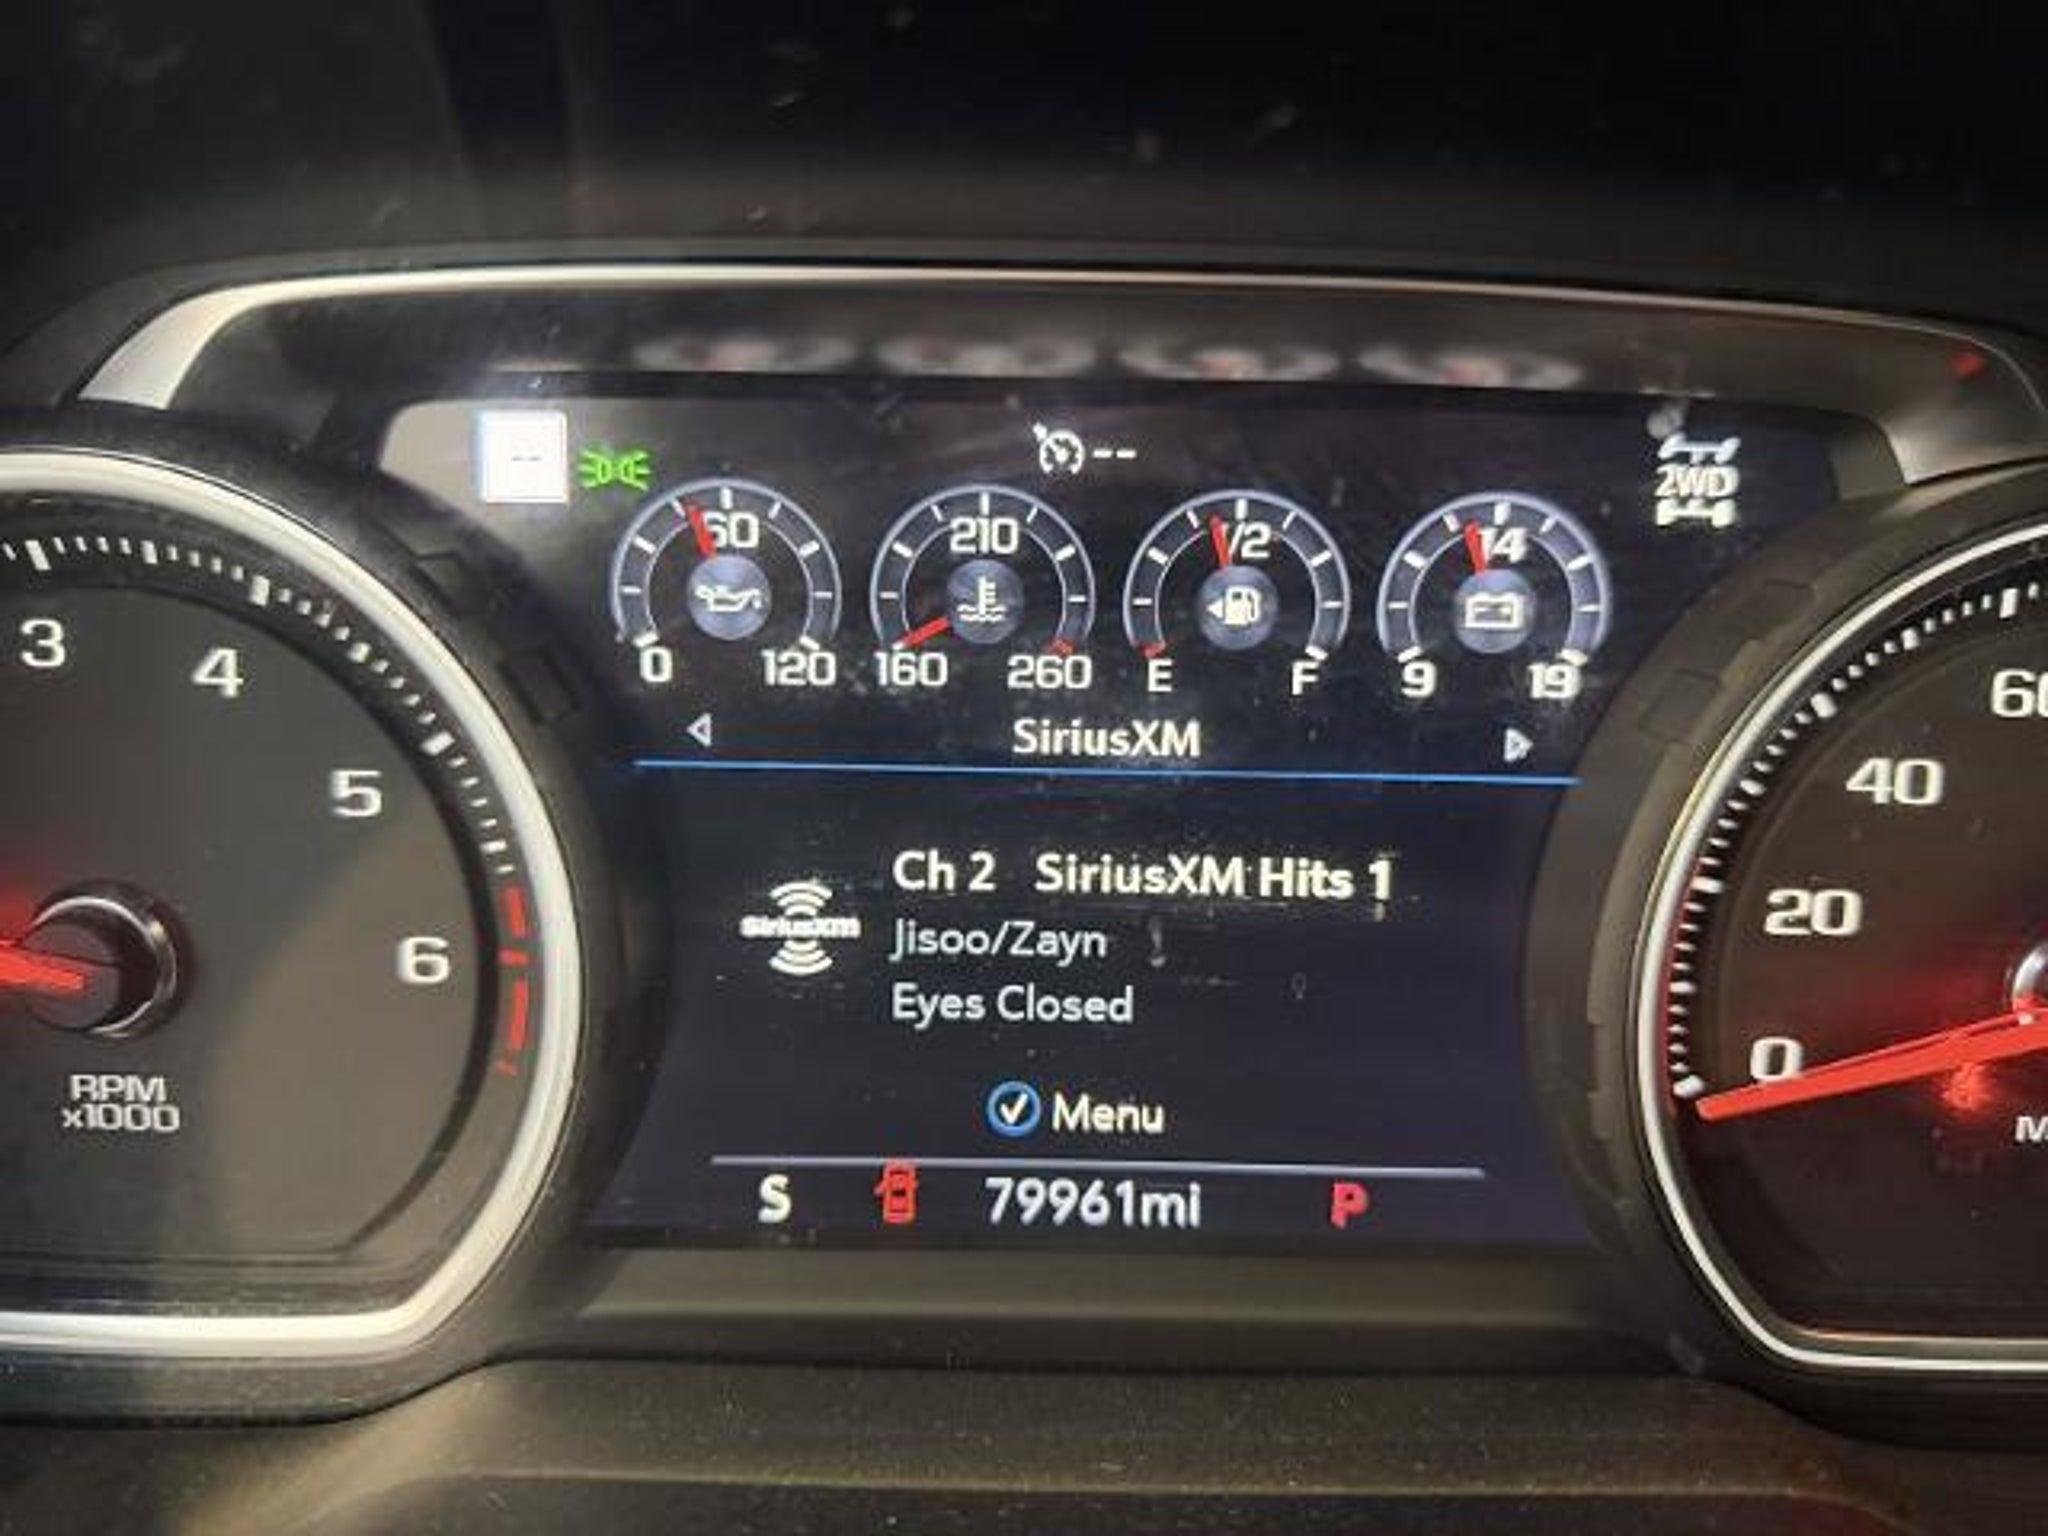 --
2WD
60 210 1/2 14
0 120 160 260 E F 9 19
SiriusXM
Ch 2 SiriusXM Hits 1
SiriusXM
Jisoo/Zayn
Eyes Closed
Menu
S 79961mi P
3
4
5
6
RPM
x1000
60
40
20
0